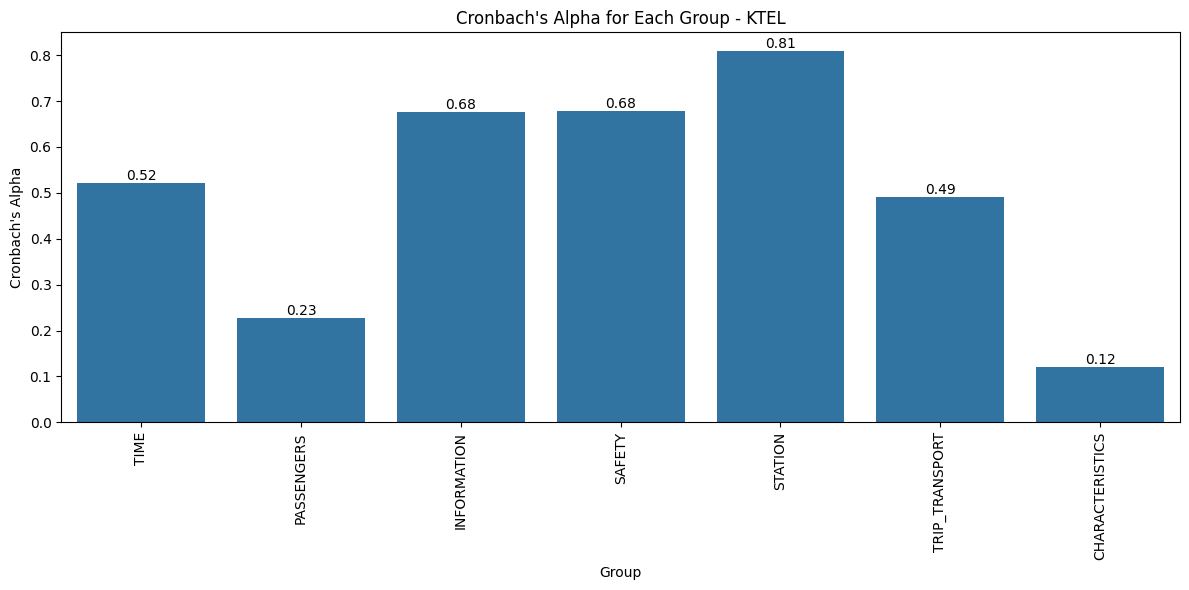 Cronbach's Alpha for Each Group - KTEL
Cronbach's Alpha
0.8
0.7
0.6
0.5
0.4
0.3
0.2
0.1
0.0
0.52
0.23
0.68
0.68
0.81
0.49
0.12
TIME
PASSENGERS
INFORMATION
SAFETY
STATION
TRIP_TRANSPORT
CHARACTERISTICS
Group